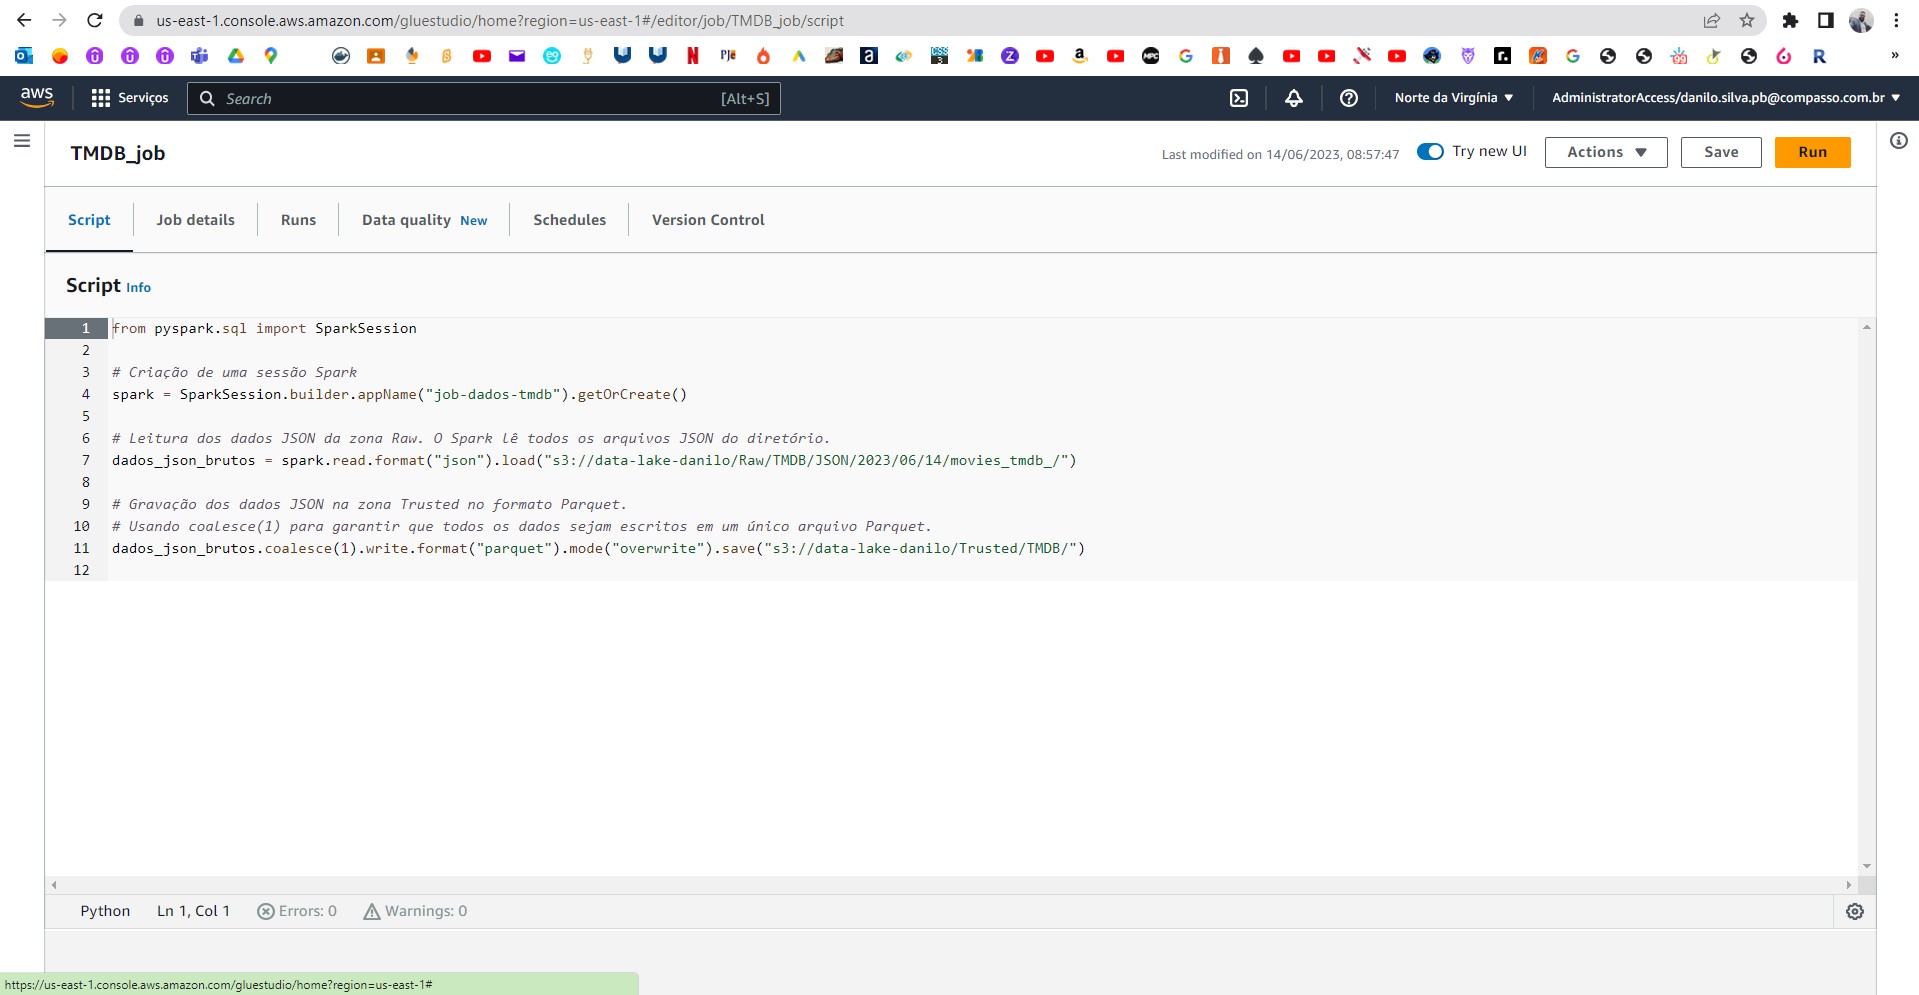 us-east-1.console.aws.amazon.com/gluestudio/home?region=us-east-1#/editor/job/TMDB_job/script
aws Serviços Search [Alt+S] Norte da Virgínia ▼ AdministratorAccess/danilo.silva.pb@compasso.com.br ▼
TMDB_job Last modified on 14/06/2023, 08:57:47 Try new UI Actions ▼ Save Run
Script Job details Runs Data quality New Schedules Version Control
Script Info
1 from pyspark.sql import SparkSession
2
3 # Criação de uma sessão Spark
4 spark = SparkSession.builder.appName("job-dados-tmdb").getOrCreate()
5
6 # Leitura dos dados JSON da zona Raw. O Spark lê todos os arquivos JSON do diretório.
7 dados_json_brutos = spark.read.format("json").load("s3://data-lake-danilo/Raw/TMDB/JSON/2023/06/14/movies_tmdb_/")
8
9 # Gravação dos dados JSON na zona Trusted no formato Parquet.
10 # Usando coalesce(1) para garantir que todos os dados sejam escritos em um único arquivo Parquet.
11 dados_json_brutos.coalesce(1).write.format("parquet").mode("overwrite").save("s3://data-lake-danilo/Trusted/TMDB/")
12
Python Ln 1, Col 1 Errors: 0 Warnings: 0
https://us-east-1.console.aws.amazon.com/gluestudio/home?region=us-east-1#